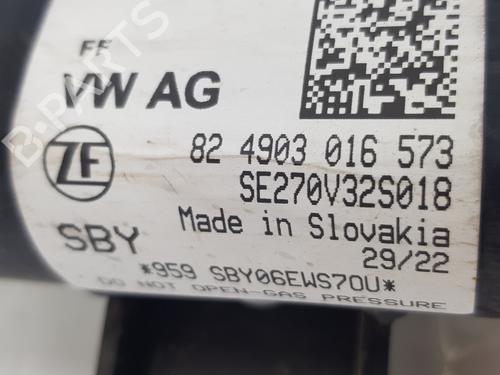 FF
VW AG
ZF
82 4903 016 573
SE270V32S018
SBY
Made in Slovakia
29/22
*959 SBY06EWS70U*
DO NOT OPEN-GAS PRESSURE
B-PARTS